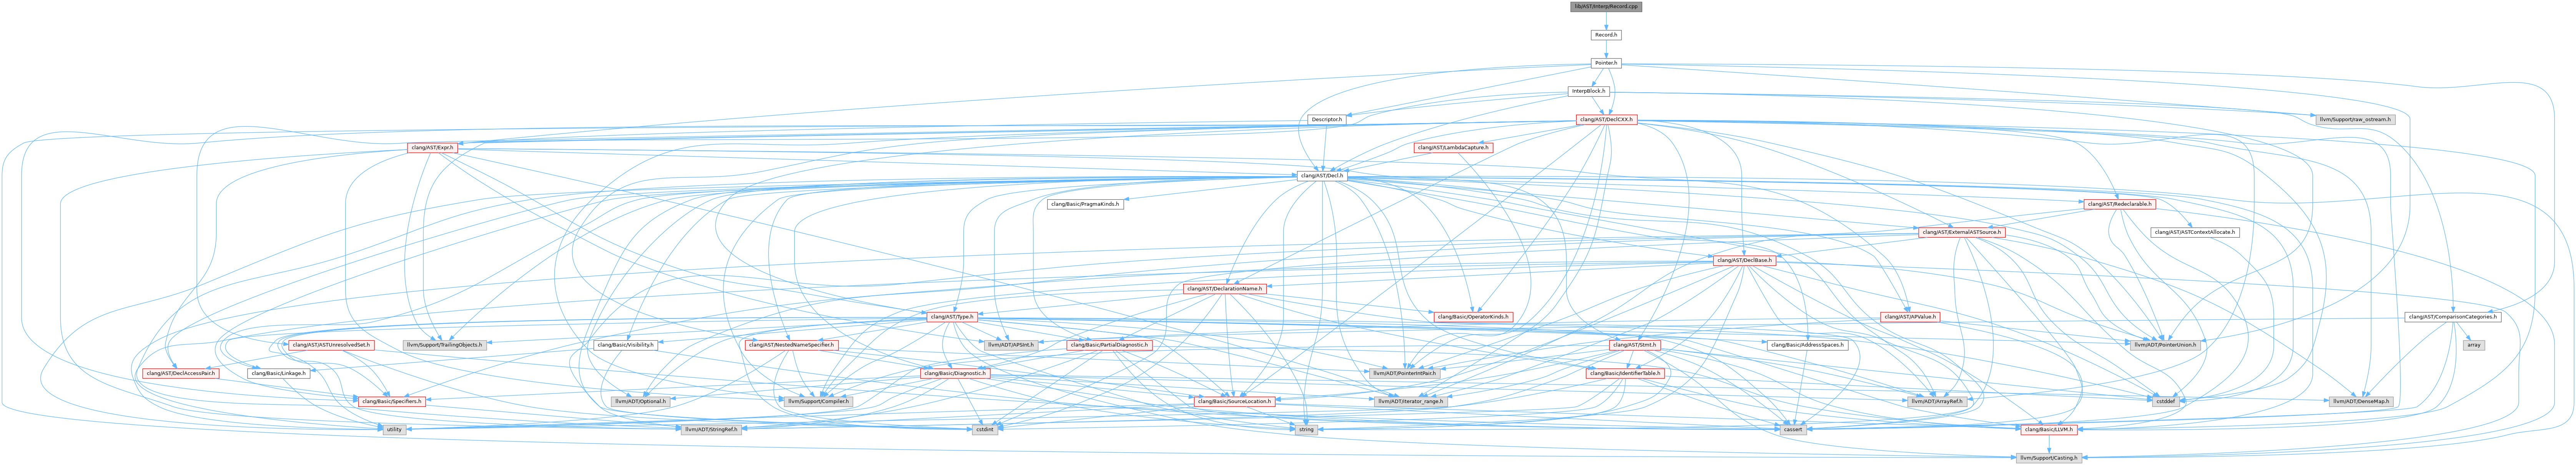 lib/AST/Interp/Record.cpp
Record.h
Pointer.h
InterpBlock.h
Descriptor.h
clang/AST/DeclCXX.h
llvm/Support/raw_ostream.h
clang/AST/Expr.h
clang/AST/LambdaCapture.h
clang/AST/Decl.h
clang/Basic/PragmaKinds.h
clang/AST/Redeclarable.h
clang/AST/ExternalASTSource.h
clang/AST/ASTContextAllocate.h
clang/AST/DeclBase.h
clang/AST/DeclarationName.h
clang/AST/Type.h
clang/Basic/OperatorKinds.h
clang/AST/APValue.h
clang/AST/ComparisonCategories.h
clang/AST/ASTUnresolvedSet.h
llvm/Support/TrailingObjects.h
clang/Basic/Visibility.h
clang/AST/NestedNameSpecifier.h
llvm/ADT/APSInt.h
clang/Basic/PartialDiagnostic.h
clang/AST/Stmt.h
clang/Basic/AddressSpaces.h
llvm/ADT/PointerUnion.h
array
clang/AST/DeclAccessPair.h
clang/Basic/Linkage.h
clang/Basic/Diagnostic.h
llvm/ADT/PointerIntPair.h
clang/Basic/IdentifierTable.h
clang/Basic/Specifiers.h
llvm/ADT/Optional.h
llvm/Support/Compiler.h
clang/Basic/SourceLocation.h
llvm/ADT/iterator_range.h
llvm/ADT/ArrayRef.h
cstddef
llvm/ADT/DenseMap.h
utility
llvm/ADT/StringRef.h
cstdint
string
cassert
clang/Basic/LLVM.h
llvm/Support/Casting.h